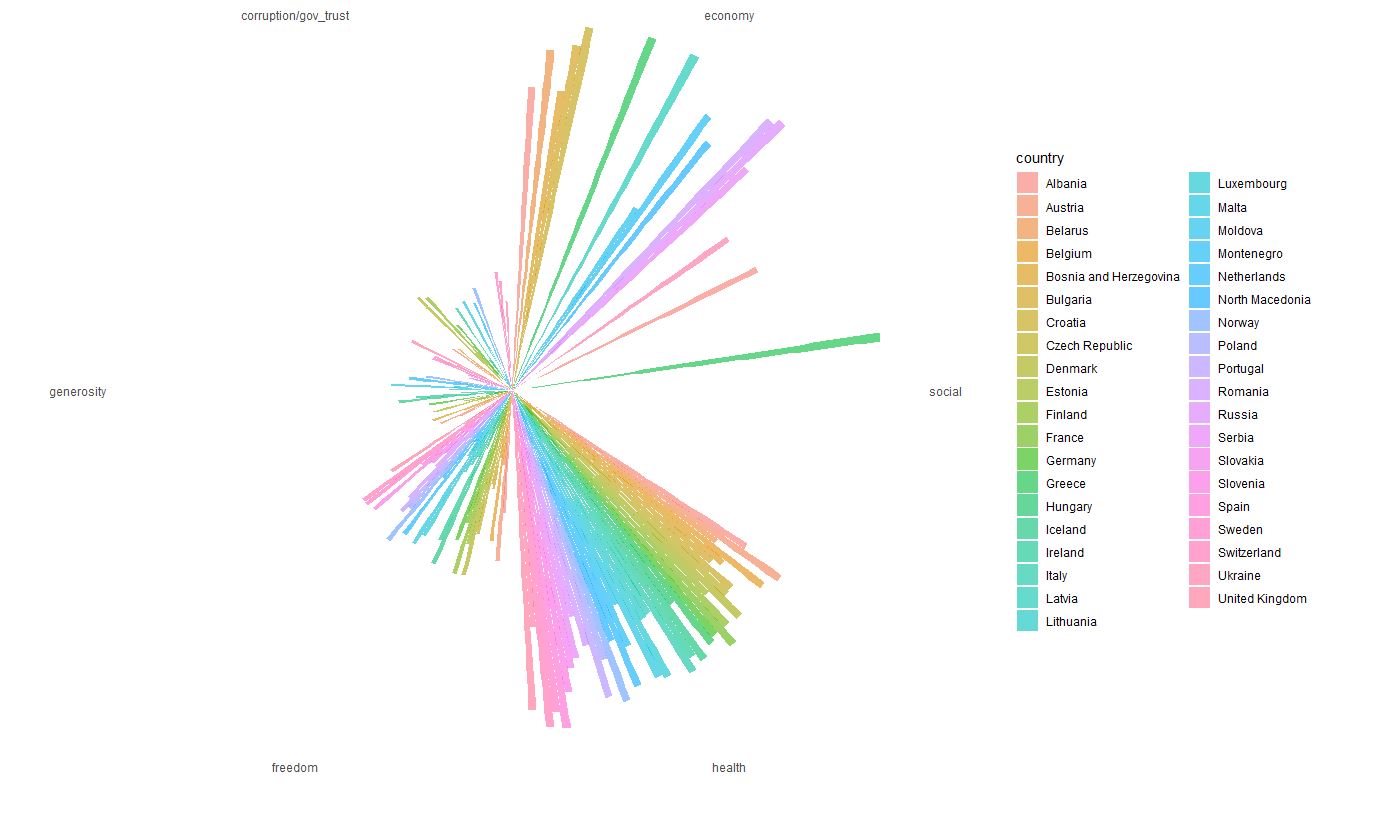 corruption/gov_trust
economy
generosity
social
freedom
health
country
Albania
Austria
Belarus
Belgium
Bosnia and Herzegovina
Bulgaria
Croatia
Czech Republic
Denmark
Estonia
Finland
France
Germany
Greece
Hungary
Iceland
Ireland
Italy
Latvia
Lithuania
Luxembourg
Malta
Moldova
Montenegro
Netherlands
North Macedonia
Norway
Poland
Portugal
Romania
Russia
Serbia
Slovakia
Slovenia
Spain
Sweden
Switzerland
Ukraine
United Kingdom